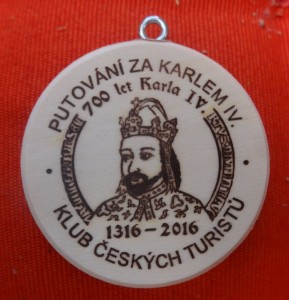 PUTOVÁNÍ ZA KARLEM IV.
700 let Karla IV.
1316 – 2016
KLUB ČESKÝCH TURISTŮ